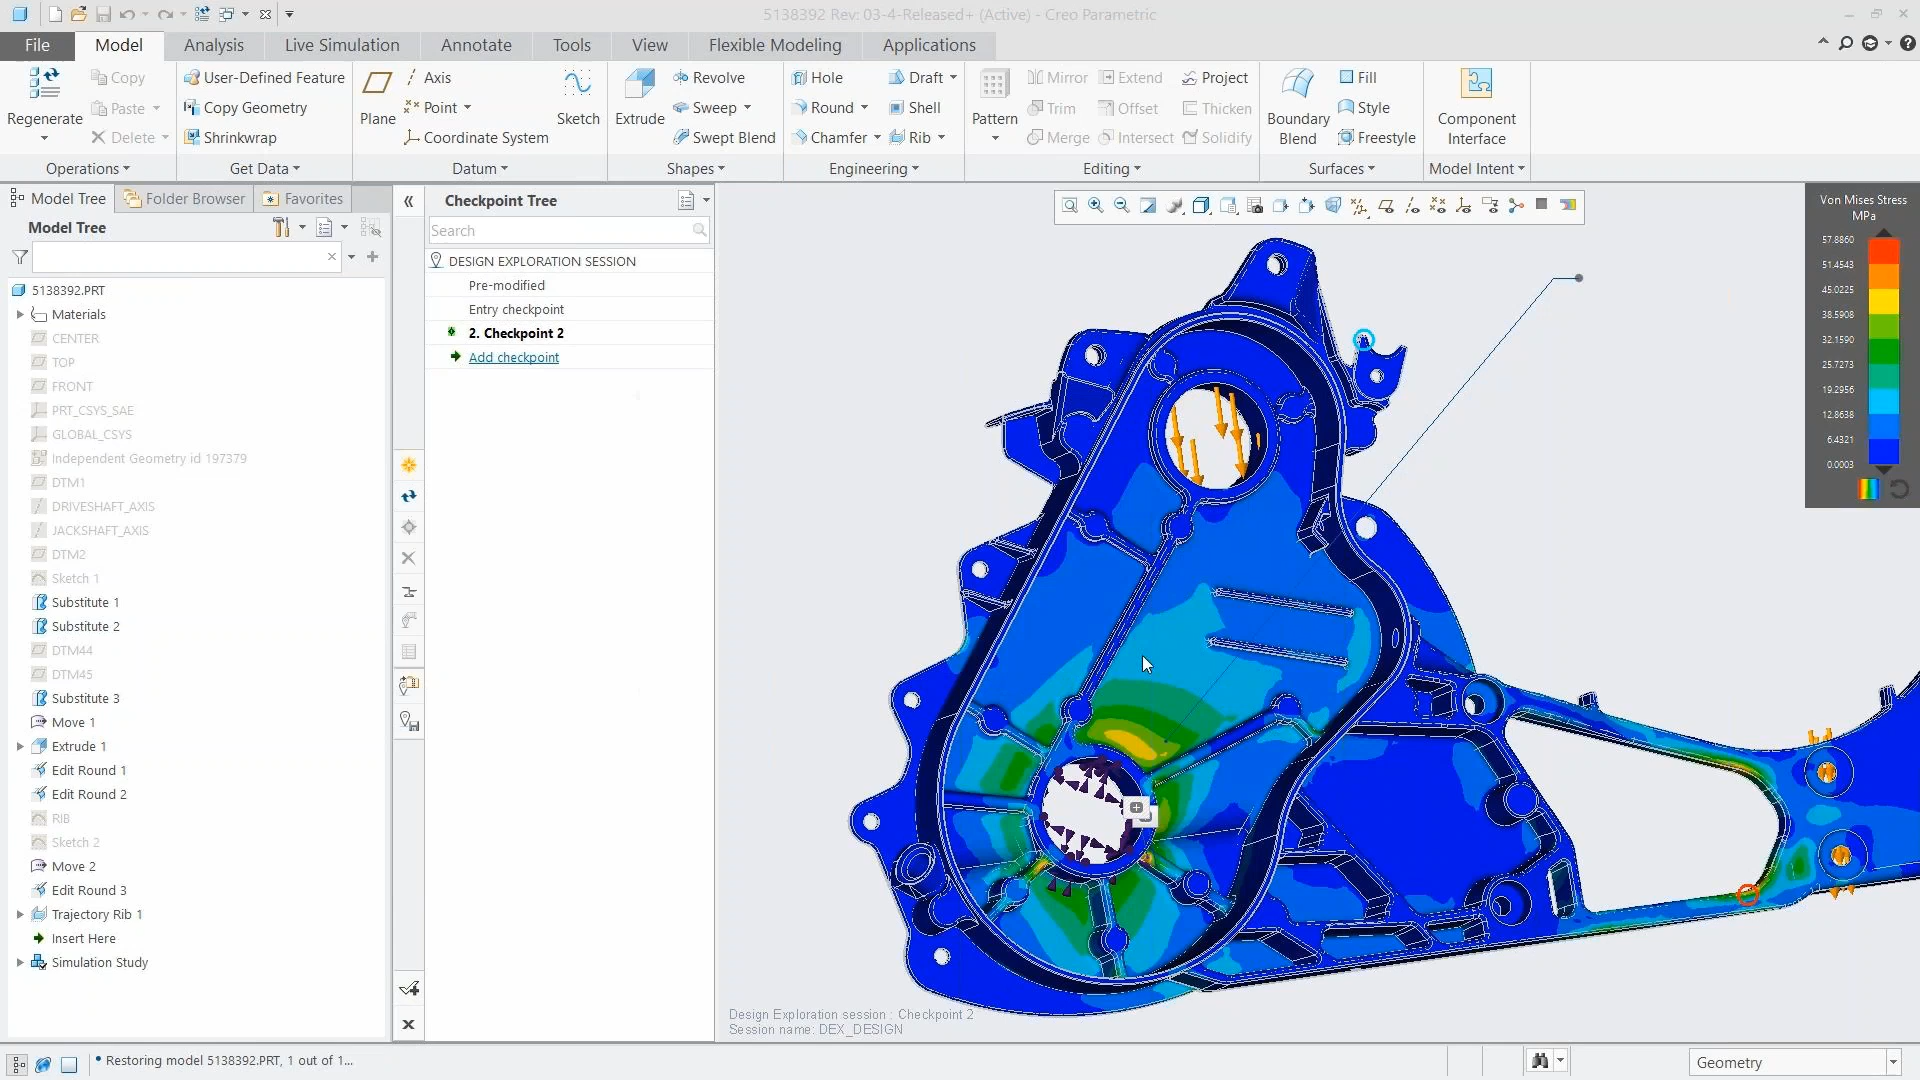 5138392 Rev: 03-4-Released+ (Active) - Creo Parametric
File Model Analysis Live Simulation Annotate Tools View Flexible Modeling Applications
Regenerate
Copy
Paste
Delete
Operations
User-Defined Feature
Copy Geometry
Shrinkwrap
Get Data
Plane
Axis
Point
Coordinate System
Sketch
Datum
Extrude
Revolve
Sweep
Swept Blend
Shapes
Hole
Round
Chamfer
Draft
Shell
Rib
Engineering
Pattern
Mirror
Trim
Merge
Extend
Offset
Intersect
Project
Thicken
Solidify
Editing
Boundary
Blend
Fill
Style
Freestyle
Surfaces
Component
Interface
Model Intent
Model Tree Folder Browser Favorites
Model Tree
5138392.PRT
Materials
CENTER
TOP
FRONT
PRT_CSYS_SAE
GLOBAL_CSYS
Independent Geometry id 197379
DTM1
DRIVESHAFT_AXIS
JACKSHAFT_AXIS
DTM2
Sketch 1
Substitute 1
Substitute 2
DTM44
DTM45
Substitute 3
Move 1
Extrude 1
Edit Round 1
Edit Round 2
RIB
Sketch 2
Move 2
Edit Round 3
Trajectory Rib 1
Insert Here
Simulation Study
Checkpoint Tree
Search
DESIGN EXPLORATION SESSION
Pre-modified
Entry checkpoint
2. Checkpoint 2
Add checkpoint
Von Mises Stress
MPa
57.8860
51.4543
45.0225
38.5908
32.1590
25.7273
19.2956
12.8638
6.4321
0.0003
Design Exploration session : Checkpoint 2
Session name: DEX_DESIGN
• Restoring model 5138392.PRT, 1 out of 1...
Geometry